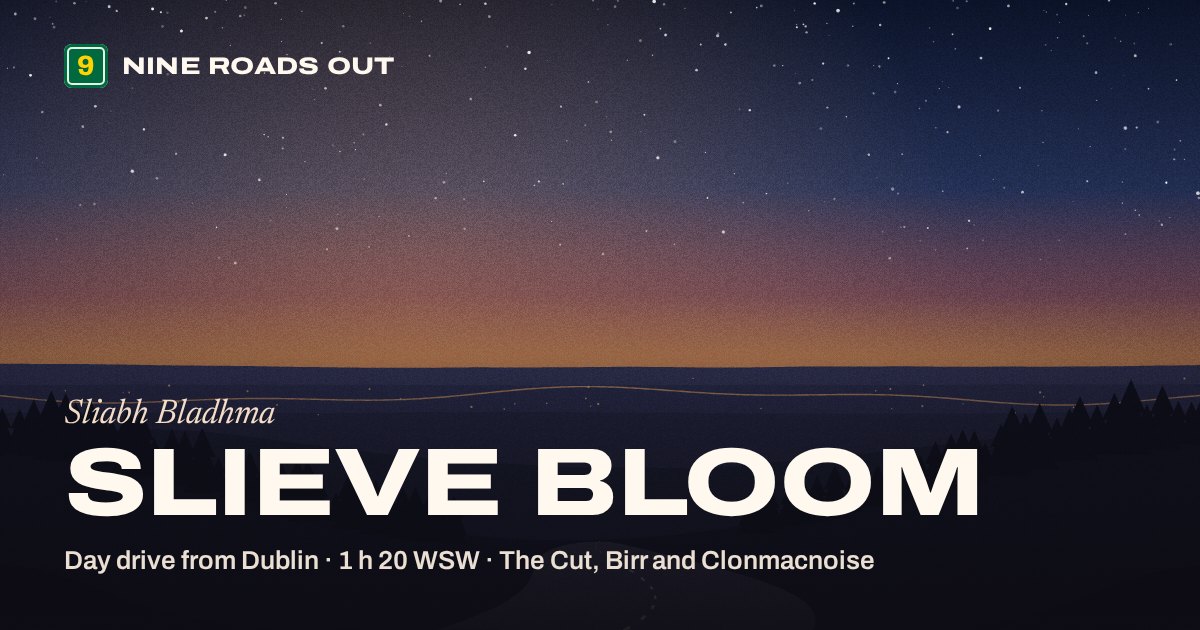 9 NINE ROADS OUT
Sliabh Bladhma
SLIEVE BLOOM
Day drive from Dublin · 1 h 20 WSW · The Cut, Birr and Clonmacnoise